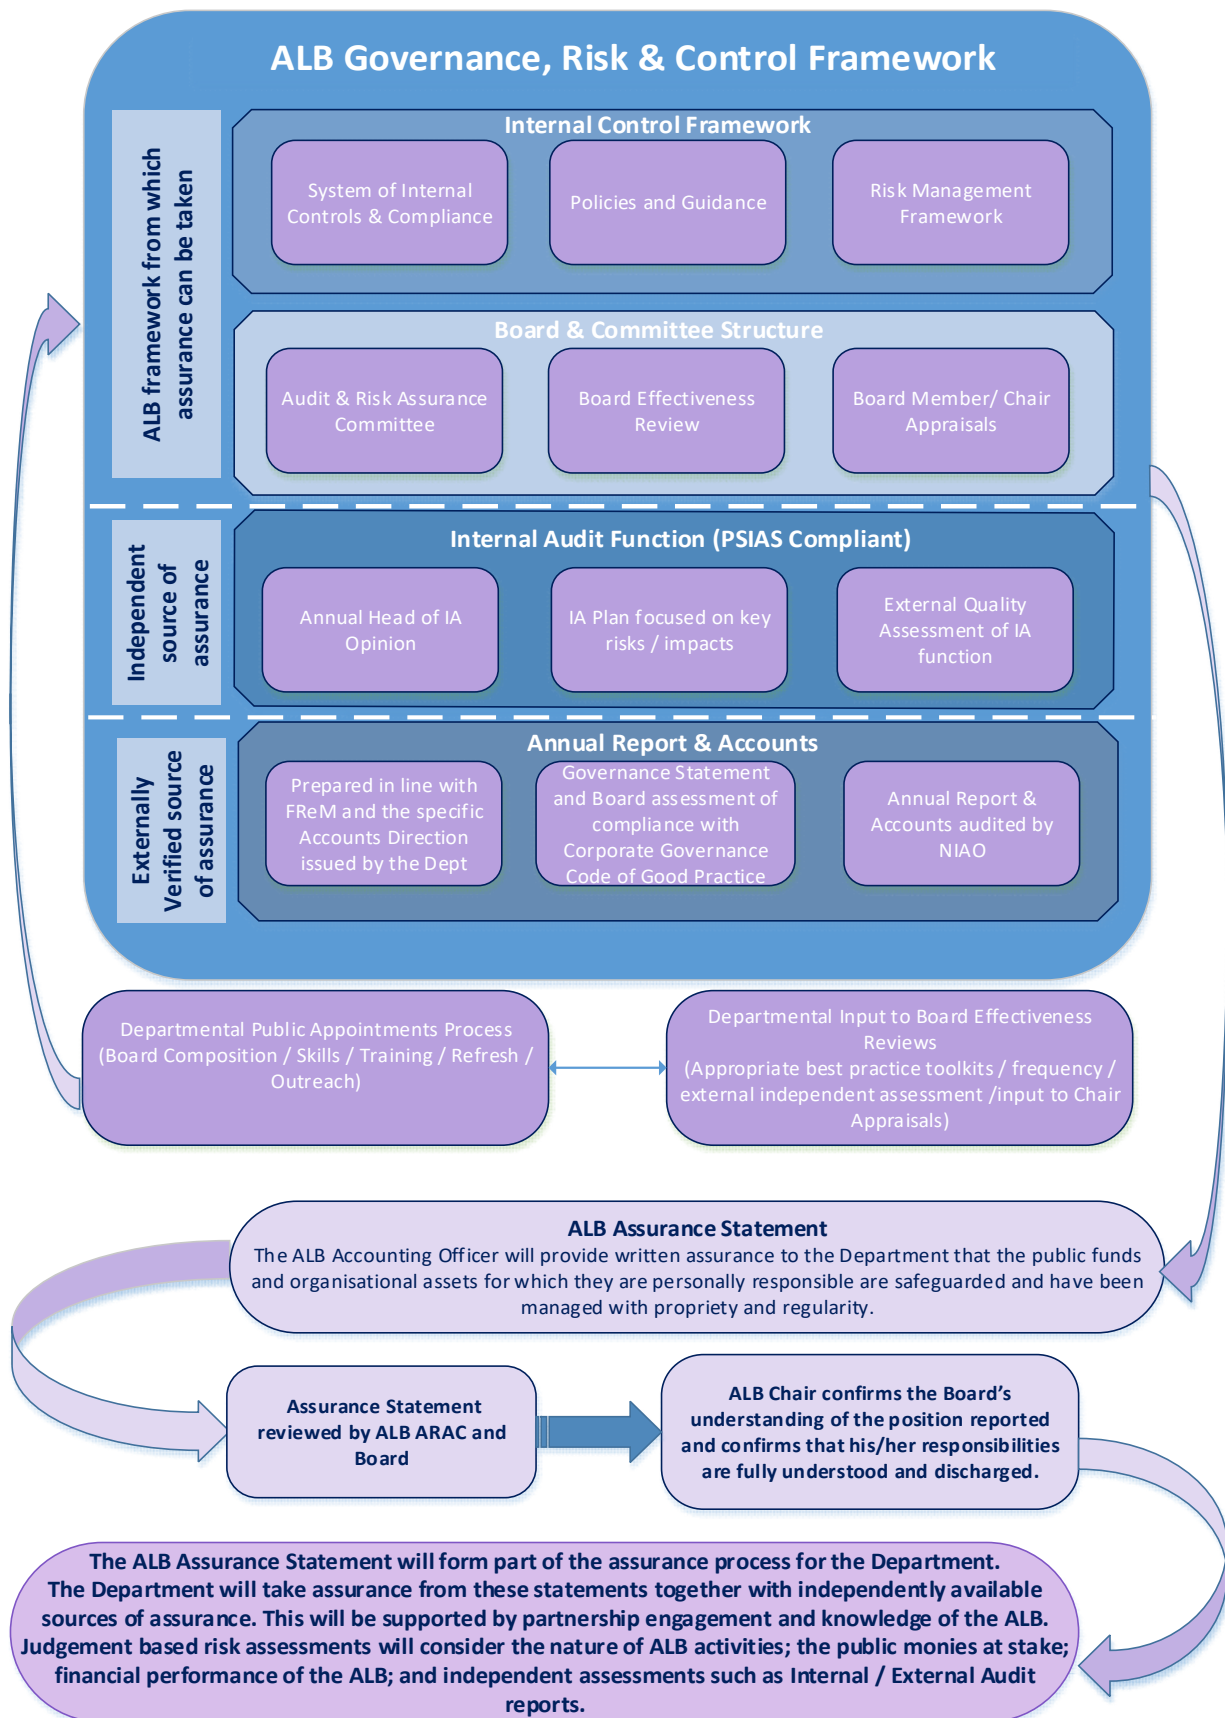 ALB Governance, Risk & Control Framework
ALB framework from which
assurance can be taken
Internal Control Framework
System of Internal
Controls & Compliance
Policies and Guidance
Risk Management
Framework
Board & Committee Structure
Audit & Risk Assurance
Committee
Board Effectiveness
Review
Board Member/ Chair
Appraisals
Independent
source of
assurance
Internal Audit Function (PSIAS Compliant)
Annual Head of IA
Opinion
IA Plan focused on key
risks / impacts
External Quality
Assessment of IA
function
Externally
Verified source
of assurance
Annual Report & Accounts
Prepared in line with
FReM and the specific
Accounts Direction
issued by the Dept
Governance Statement
and Board assessment of
compliance with
Corporate Governance
Code of Good Practice
Annual Report &
Accounts audited by
NIAO
Departmental Public Appointments Process
(Board Composition / Skills / Training / Refresh /
Outreach)
Departmental Input to Board Effectiveness
Reviews
(Appropriate best practice toolkits / frequency /
external independent assessment /input to Chair
Appraisals)
ALB Assurance Statement
The ALB Accounting Officer will provide written assurance to the Department that the public funds
and organisational assets for which they are personally responsible are safeguarded and have been
managed with propriety and regularity.
Assurance Statement
reviewed by ALB ARAC and
Board
ALB Chair confirms the Board's
understanding of the position reported
and confirms that his/her responsibilities
are fully understood and discharged.
The ALB Assurance Statement will form part of the assurance process for the Department.
The Department will take assurance from these statements together with independently available
sources of assurance. This will be supported by partnership engagement and knowledge of the ALB.
Judgement based risk assessments will consider the nature of ALB activities; the public monies at stake;
financial performance of the ALB; and independent assessments such as Internal / External Audit
reports.